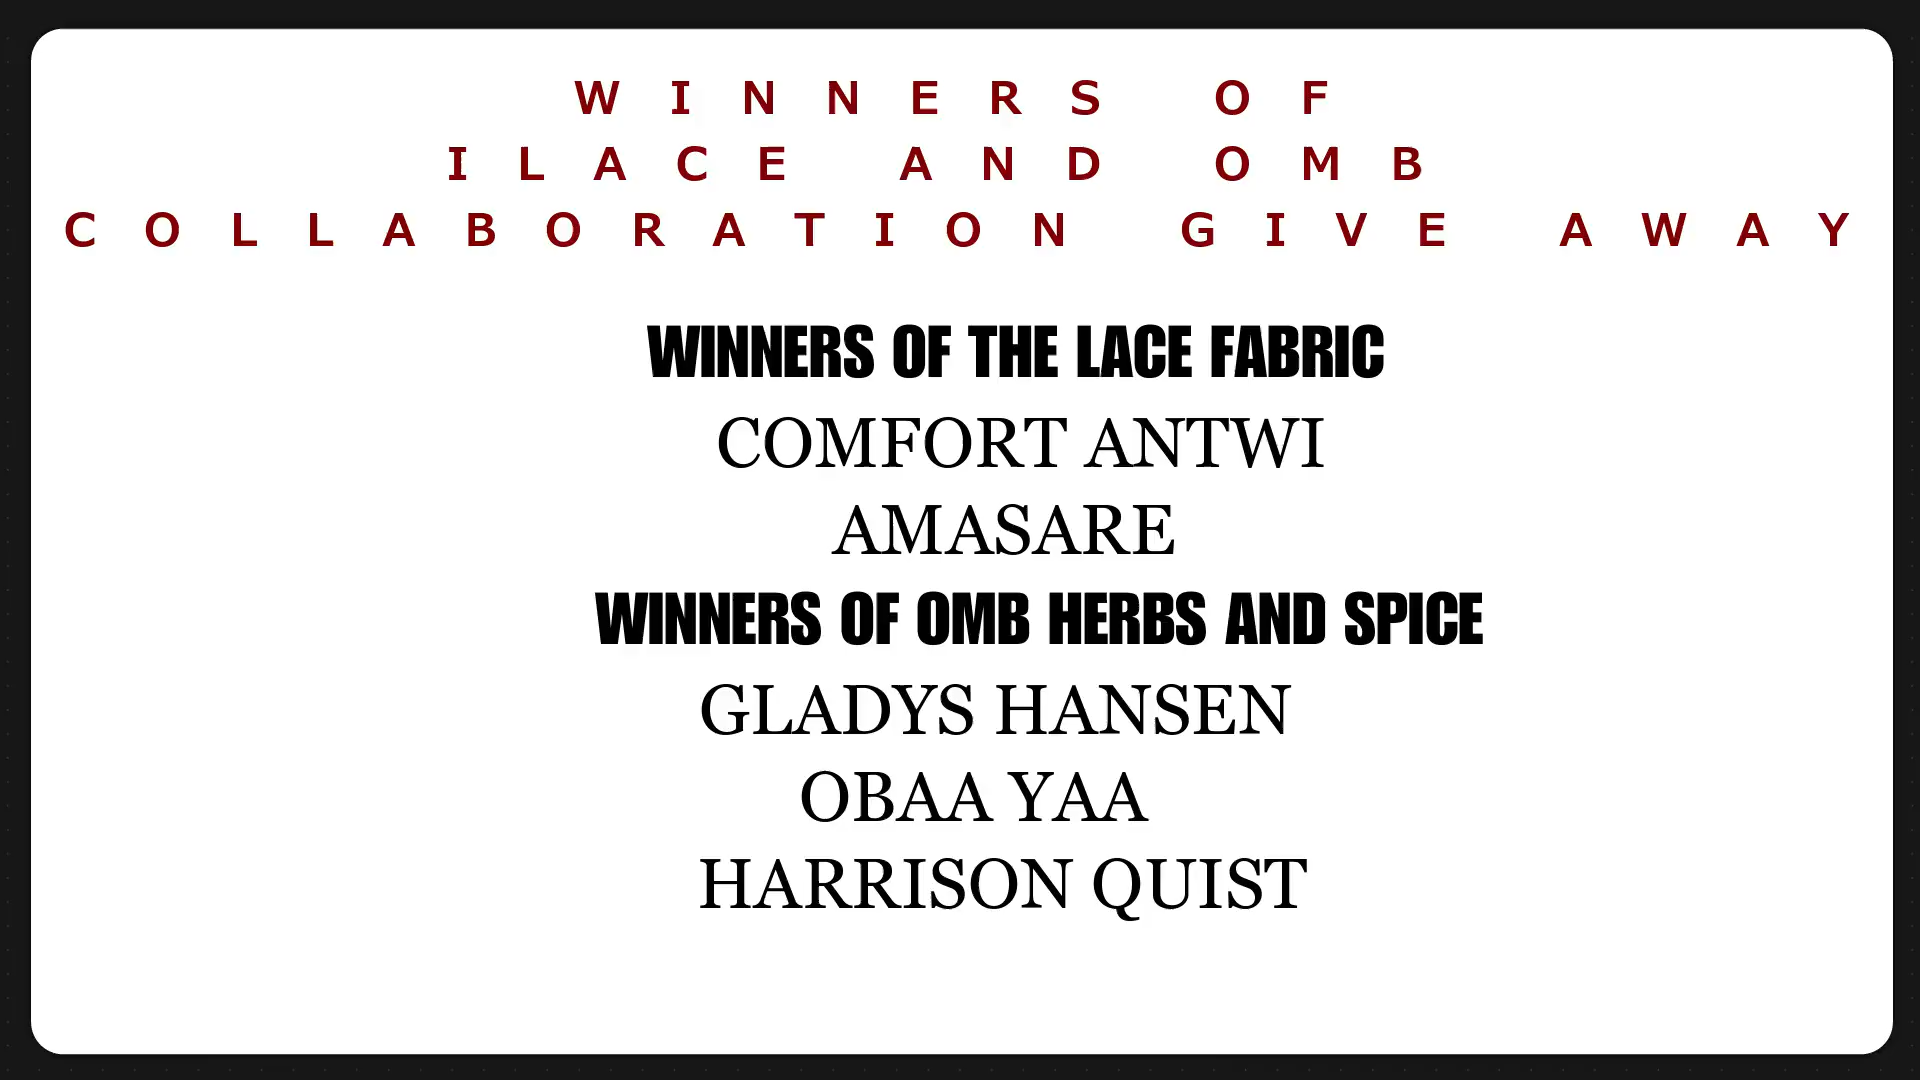 WINNERS OF
ILACE AND OMB
COLLABORATION GIVE AWAY
WINNERS OF THE LACE FABRIC
COMFORT ANTWI
AMASARE
WINNERS OF OMB HERBS AND SPICE
GLADYS HANSEN
OBAA YAA
HARRISON QUIST